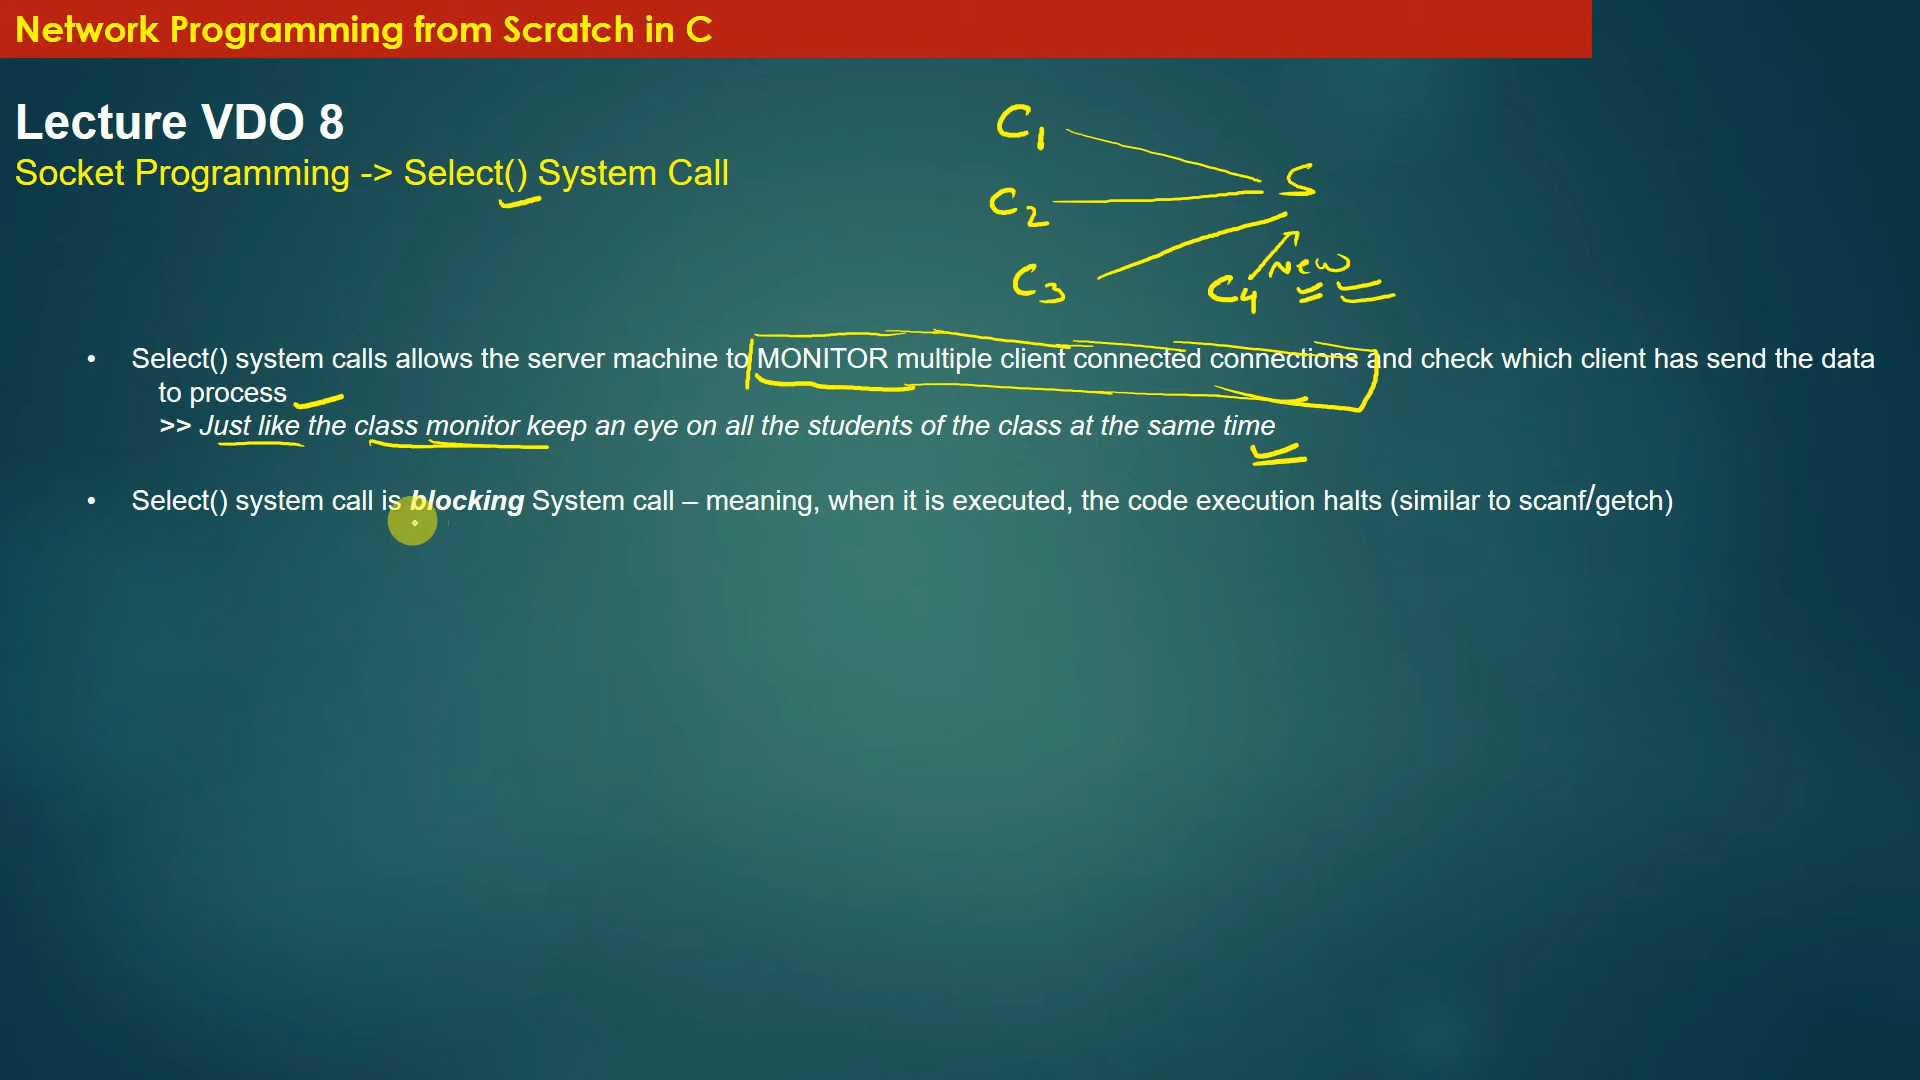 Network Programming from Scratch in C
Lecture VDO 8
Socket Programming -> Select() System Call
C1
C2
C3
S
New
C4
• Select() system calls allows the server machine to MONITOR multiple client connected connections and check which client has send the data
to process
>> Just like the class monitor keep an eye on all the students of the class at the same time
• Select() system call is blocking System call – meaning, when it is executed, the code execution halts (similar to scanf/getch)